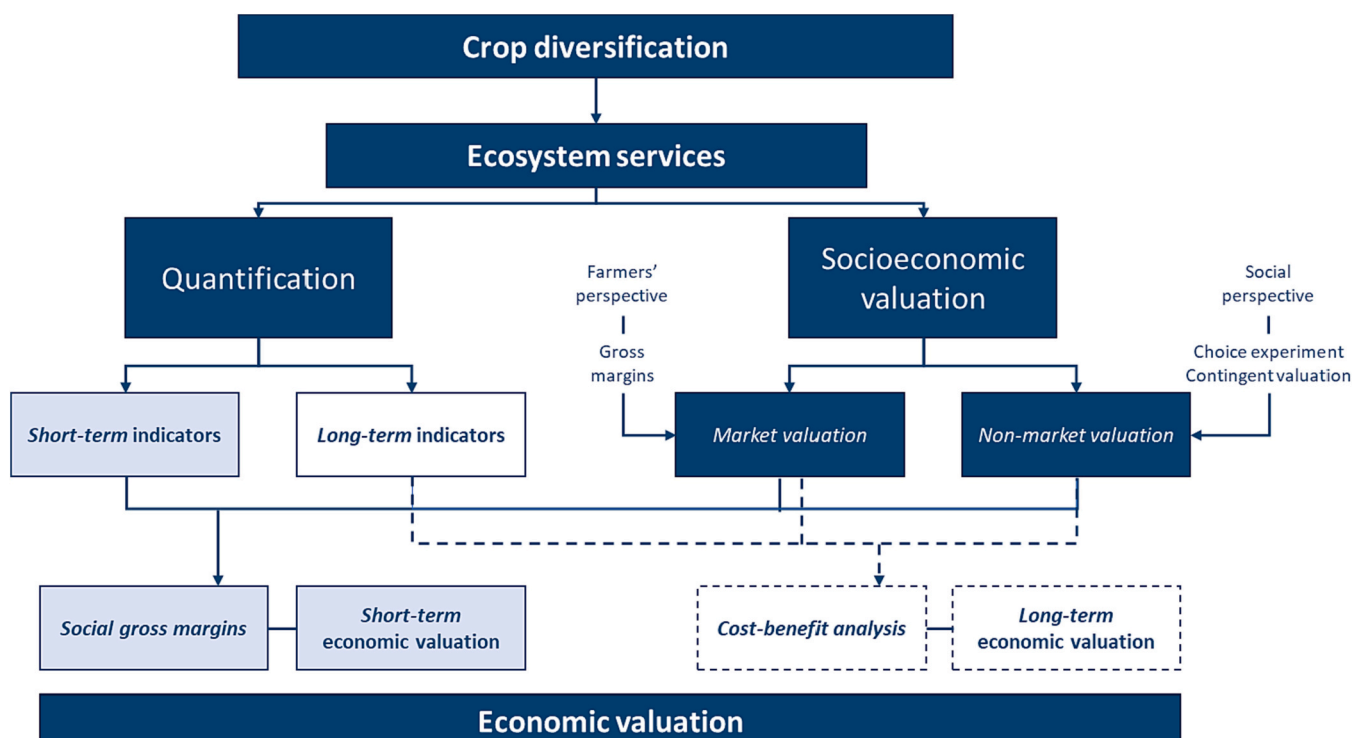 Crop diversification
Ecosystem services
Quantification
Farmers’
perspective
Gross
margins
Socioeconomic
valuation
Social
perspective
Choice experiment
Contingent valuation
Short-term indicators
Long-term indicators
Market valuation
Non-market valuation
Social gross margins
Short-term
economic valuation
Cost-benefit analysis
Long-term
economic valuation
Economic valuation